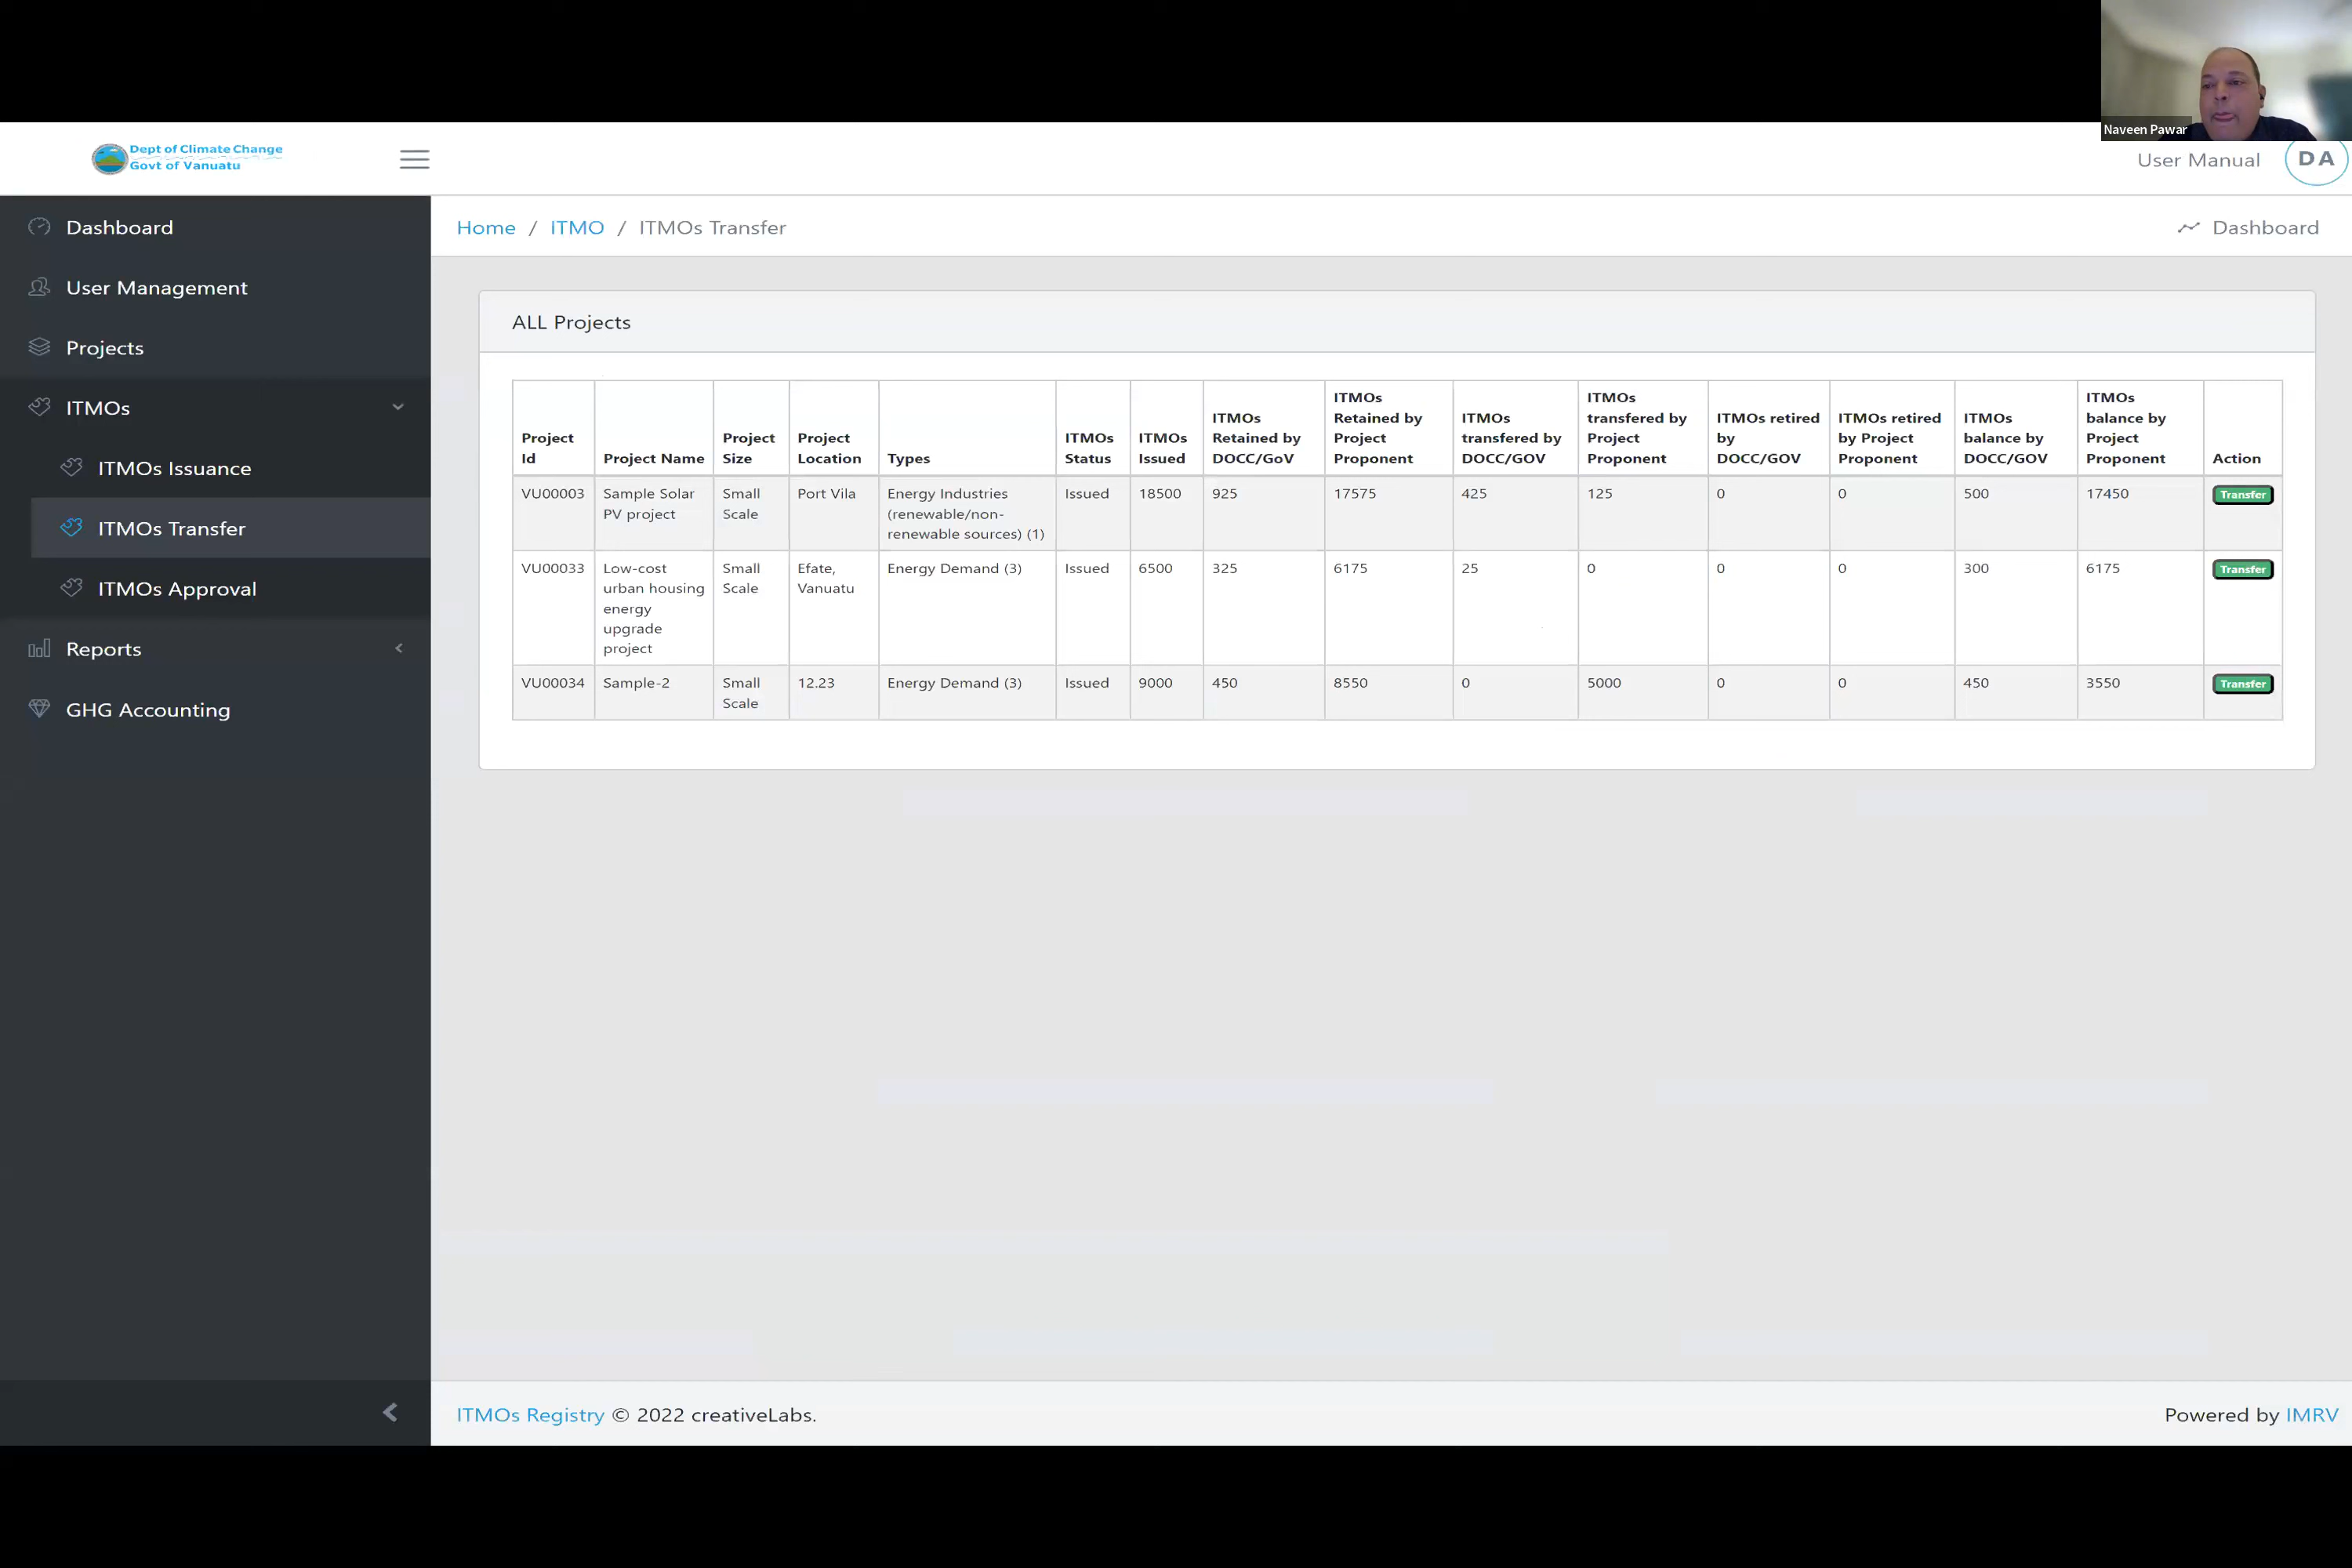 Naveen Pawar
Dept of Climate Change
Govt of Vanuatu
User Manual
DA
Dashboard
User Management
Projects
ITMOs
ITMOs Issuance
ITMOs Transfer
ITMOs Approval
Reports
GHG Accounting
Home / ITMO / ITMOs Transfer
Dashboard
ALL Projects
Project Id | Project Name | Project Size | Project Location | Types | ITMOs Status | ITMOs Issued | ITMOs Retained by DOCC/GoV | ITMOs Retained by Project Proponent | ITMOs transfered by DOCC/GOV | ITMOs transfered by Project Proponent | ITMOs retired by DOCC/GOV | ITMOs retired by Project Proponent | ITMOs balance by DOCC/GOV | ITMOs balance by Project Proponent | Action
VU00003 | Sample Solar PV project | Small Scale | Port Vila | Energy Industries (renewable/non-renewable sources) (1) | Issued | 18500 | 925 | 17575 | 425 | 125 | 0 | 0 | 500 | 17450 | Transfer
VU00033 | Low-cost urban housing energy upgrade project | Small Scale | Efate, Vanuatu | Energy Demand (3) | Issued | 6500 | 325 | 6175 | 25 | 0 | 0 | 0 | 300 | 6175 | Transfer
VU00034 | Sample-2 | Small Scale | 12.23 | Energy Demand (3) | Issued | 9000 | 450 | 8550 | 0 | 5000 | 0 | 0 | 450 | 3550 | Transfer
ITMOs Registry © 2022 creativeLabs.
Powered by IMRV